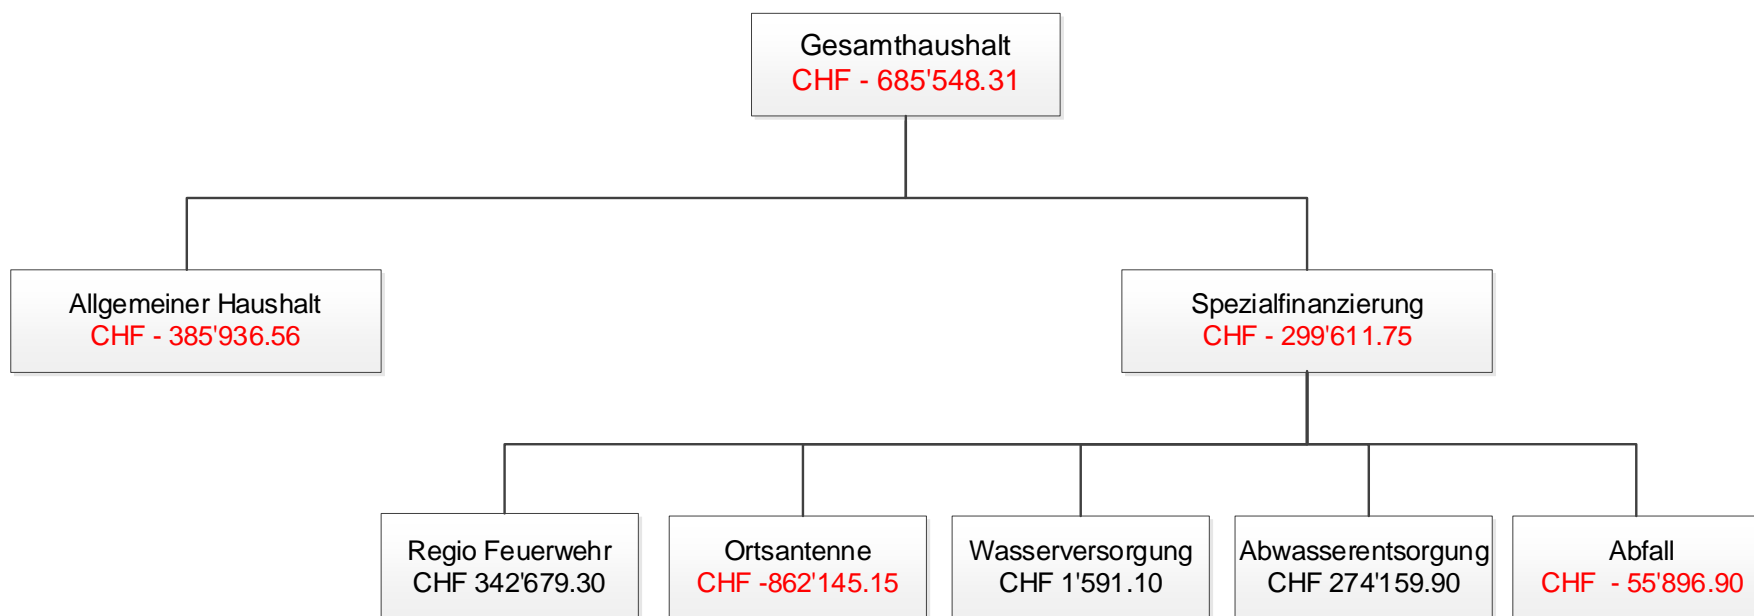 Gesamthaushalt
CHF - 685'548.31
Allgemeiner Haushalt
CHF - 385'936.56
Spezialfinanzierung
CHF - 299'611.75
Regio Feuerwehr
CHF 342'679.30
Ortsantenne
CHF -862'145.15
Wasserversorgung
CHF 1'591.10
Abwasserentsorgung
CHF 274'159.90
Abfall
CHF  - 55'896.90